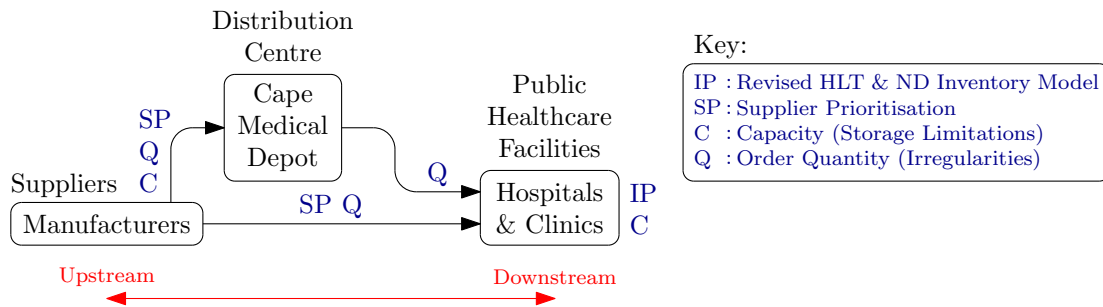 Distribution
Centre
Cape
Medical
Depot
Public
Healthcare
Facilities
SP
Q
C
Suppliers
Manufacturers
Q
SP Q
Hospitals
& Clinics
IP
C
Upstream
Downstream
Key:
IP : Revised HLT & ND Inventory Model
SP : Supplier Prioritisation
C : Capacity (Storage Limitations)
Q : Order Quantity (Irregularities)